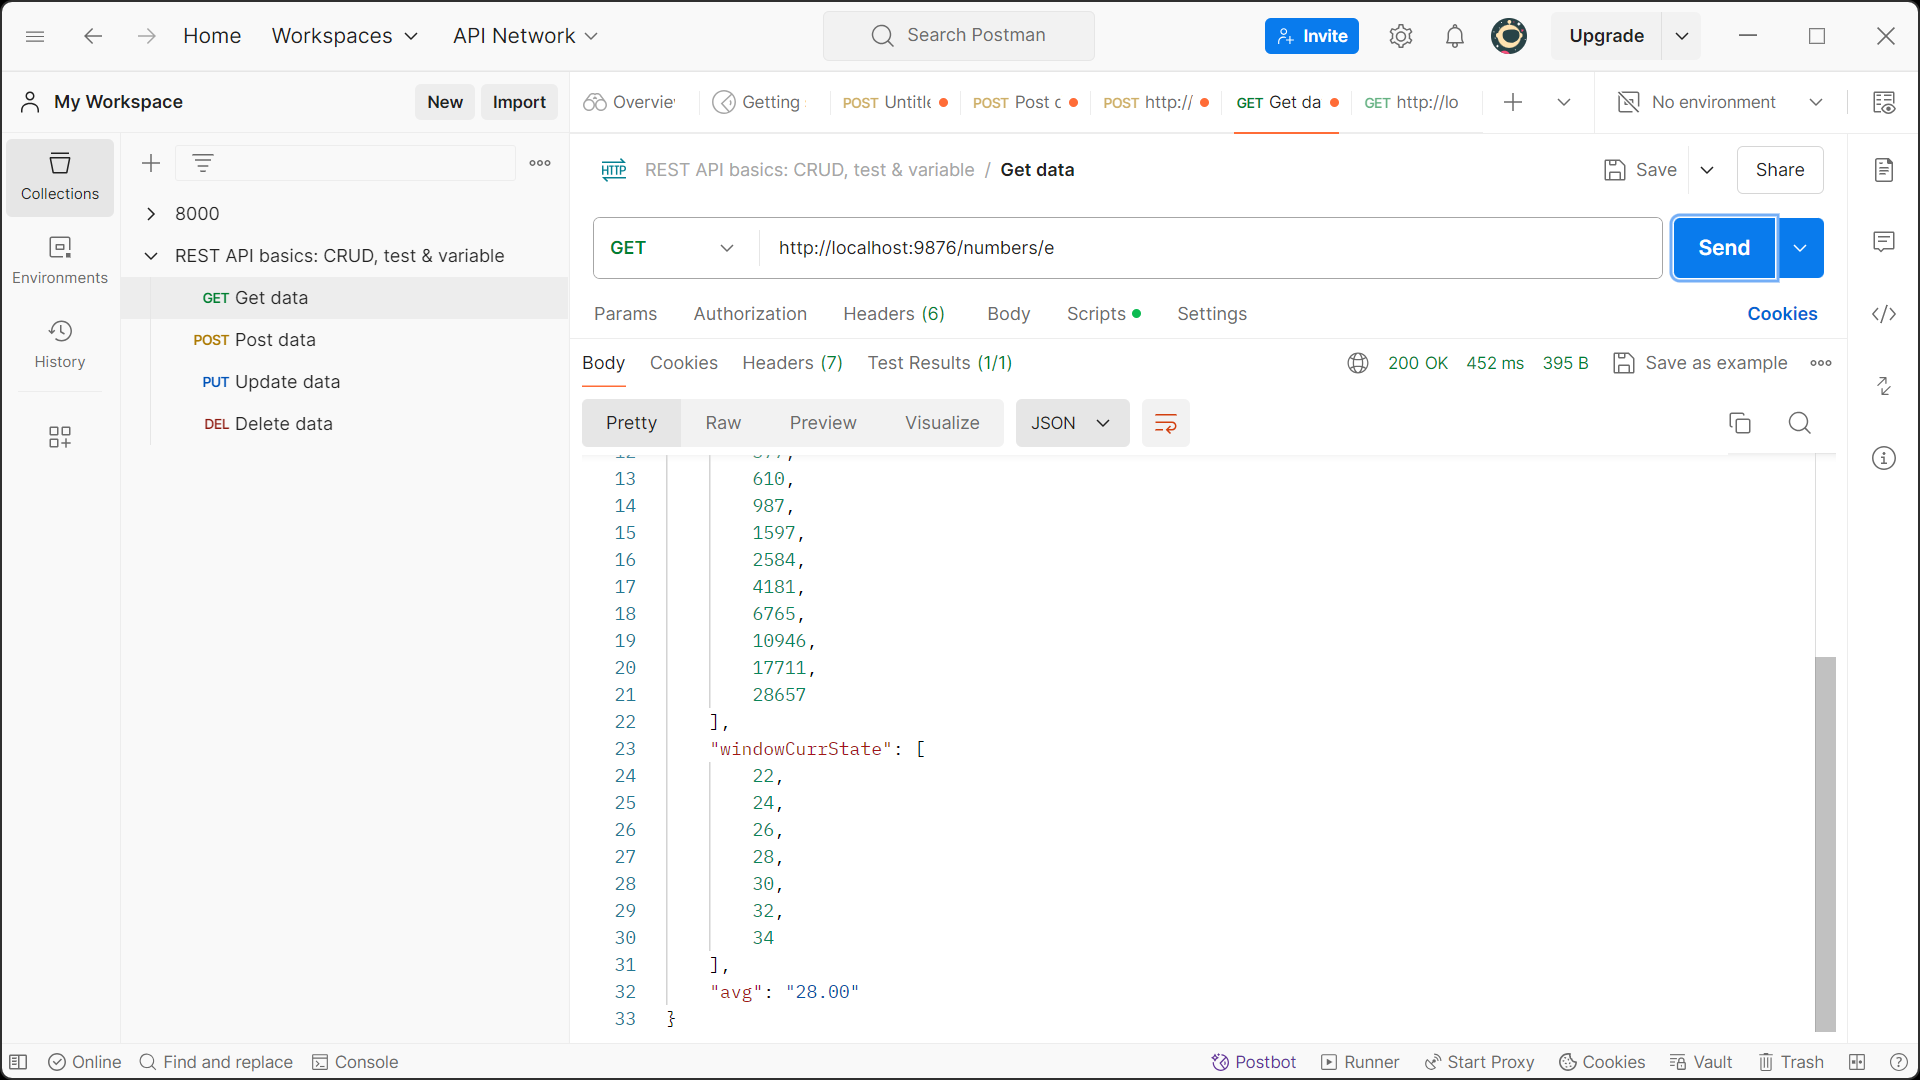 Home Workspaces API Network Search Postman Invite Upgrade
My Workspace New Import Overvie Getting POST Untitle POST Post c POST http:// GET Get da GET http://lo No environment
Collections
Environments
History
8000
REST API basics: CRUD, test & variable
GET Get data
POST Post data
PUT Update data
DEL Delete data
HTTP REST API basics: CRUD, test & variable / Get data Save Share
GET http://localhost:9876/numbers/e Send
Params Authorization Headers (6) Body Scripts Settings Cookies
Body Cookies Headers (7) Test Results (1/1) 200 OK 452 ms 395 B Save as example
Pretty Raw Preview Visualize JSON
13 610,
14 987,
15 1597,
16 2584,
17 4181,
18 6765,
19 10946,
20 17711,
21 28657
22 ],
23 "windowCurrState": [
24 22,
25 24,
26 26,
27 28,
28 30,
29 32,
30 34
31 ],
32 "avg": "28.00"
33 }
Online Find and replace Console Postbot Runner Start Proxy Cookies Vault Trash